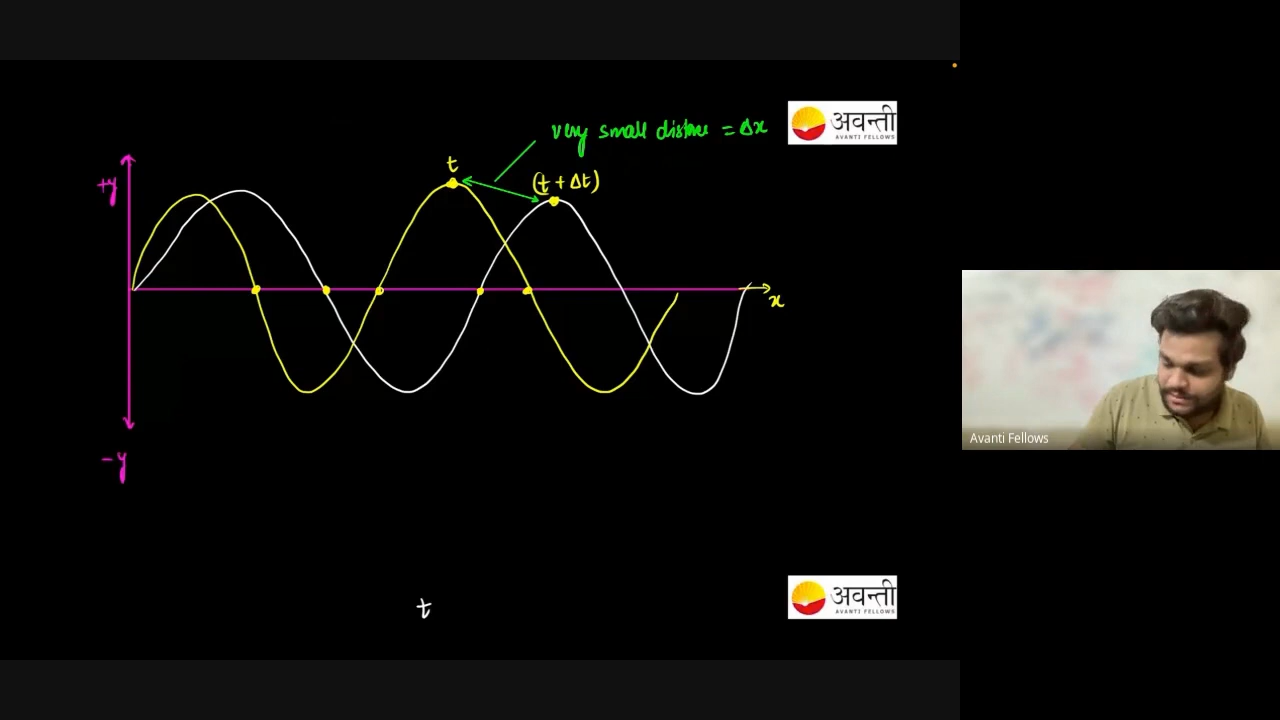 very small distance = Δx
अवन्ती
AVANTI FELLOWS
t
(t + Δt)
+y
x
Avanti Fellows
-y
अवन्ती
AVANTI FELLOWS
t